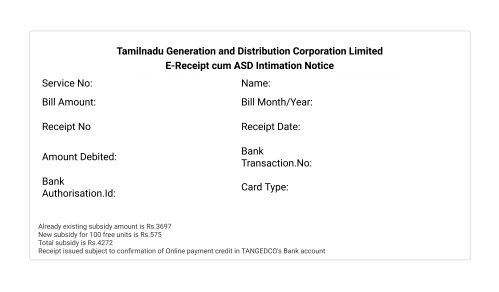 Tamilnadu Generation and Distribution Corporation Limited
E-Receipt cum ASD Intimation Notice
Service No: Name:
Bill Amount: Bill Month/Year:
Receipt No Receipt Date:
Amount Debited: Bank
Transaction.No:
Bank
Authorisation.Id: Card Type:
Already existing subsidy amount is Rs.3697
New subsidy for 100 free units is Rs.575
Total subsidy is Rs.4272
Receipt issued subject to confirmation of Online payment credit in TANGEDCO's Bank account